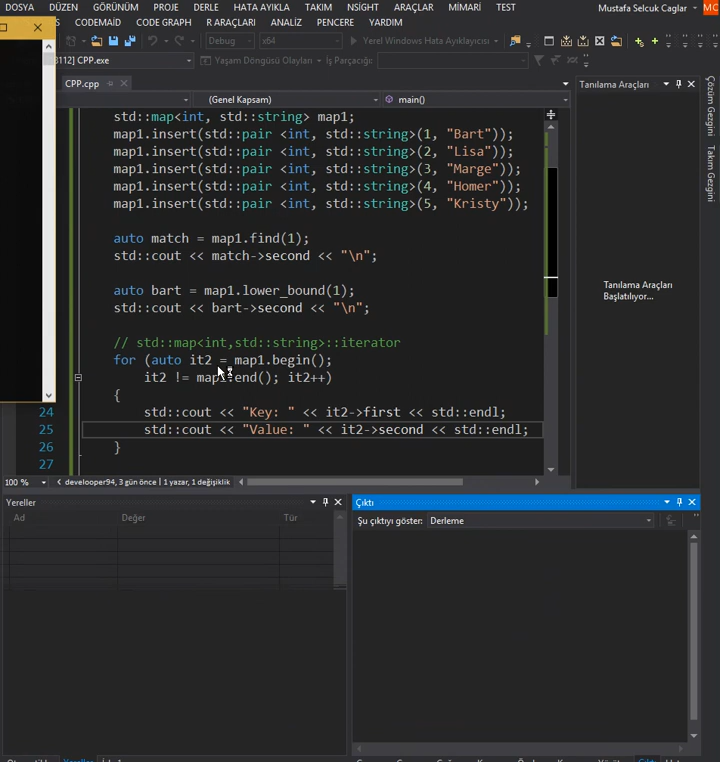 DOSYA DÜZEN GÖRÜNÜM PROJE DERLE HATA AYIKLA TAKIM NSİGHT ARAÇLAR MİMARİ TEST Mustafa Selcuk Caglar MC
CODEMAID CODE GRAPH R ARAÇLARI ANALİZ PENCERE YARDIM
Debug x64 Yerel Windows Hata Ayıklayıcısı
3112] CPP.exe Yaşam Döngüsü Olayları İş Parçacığı:
CPP.cpp
(Genel Kapsam) main()
std::map<int, std::string> map1;
map1.insert(std::pair <int, std::string>(1, "Bart"));
map1.insert(std::pair <int, std::string>(2, "Lisa"));
map1.insert(std::pair <int, std::string>(3, "Marge"));
map1.insert(std::pair <int, std::string>(4, "Homer"));
map1.insert(std::pair <int, std::string>(5, "Kristy"));
auto match = map1.find(1);
std::cout << match->second << "\n";
auto bart = map1.lower_bound(1);
std::cout << bart->second << "\n";
// std::map<int,std::string>::iterator
for (auto it2 = map1.begin();
it2 != map1.end(); it2++)
{
24 std::cout << "Key: " << it2->first << std::endl;
25 std::cout << "Value: " << it2->second << std::endl;
26 }
27
100 % develooper94, 3 gün önce | 1 yazar, 1 değişiklik
Tanılama Araçları
Tanılama Araçları
Başlatılıyor...
Çözüm Gezgini
Takım Gezgini
Yereller
Ad Değer Tür
Çıktı
Şu çıktıyı göster: Derleme